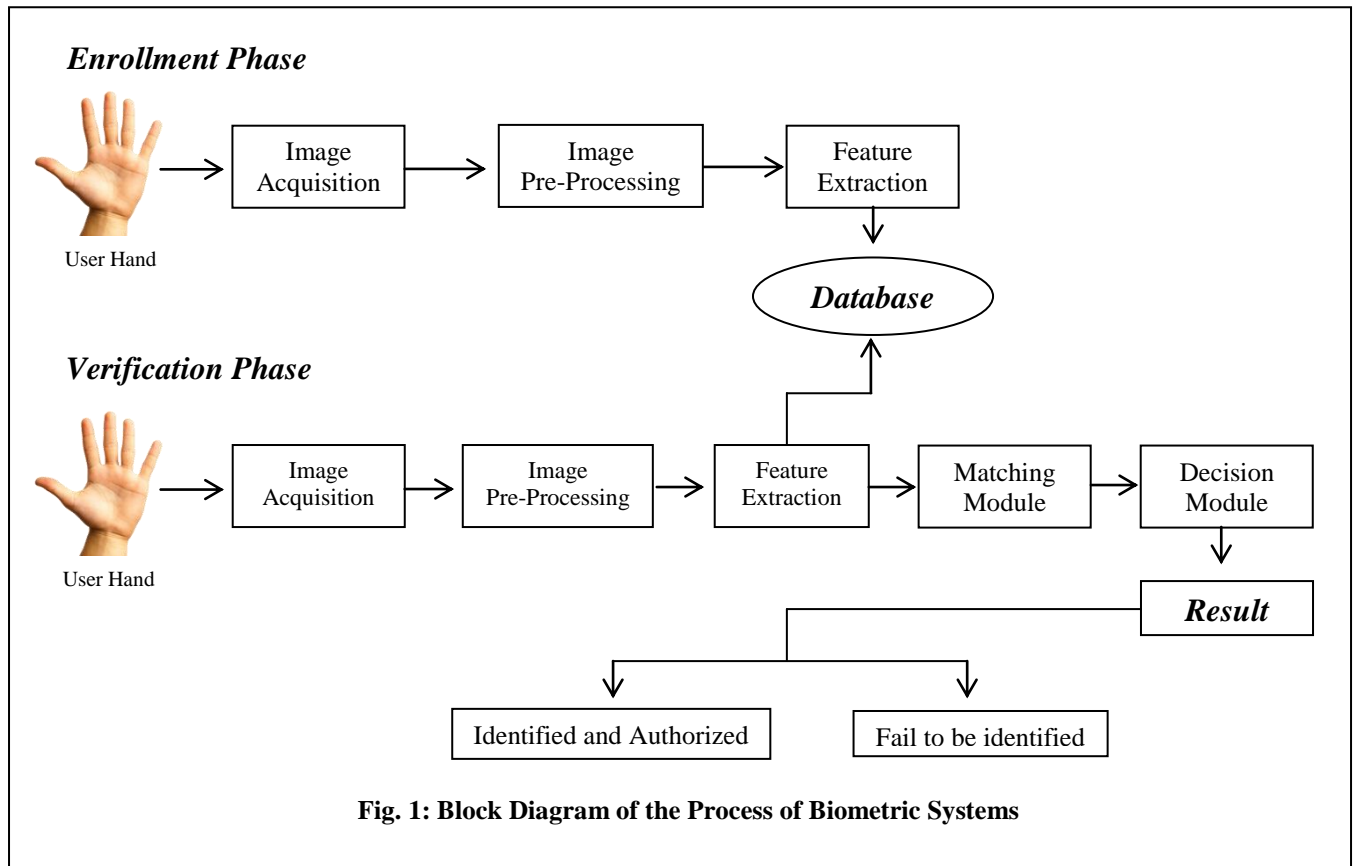 Enrollment Phase
Image
Acquisition
Image
Pre-Processing
Feature
Extraction
User Hand
Database
Verification Phase
Image
Acquisition
Image
Pre-Processing
Feature
Extraction
Matching
Module
Decision
Module
User Hand
Result
Identified and Authorized
Fail to be identified
Fig. 1: Block Diagram of the Process of Biometric Systems